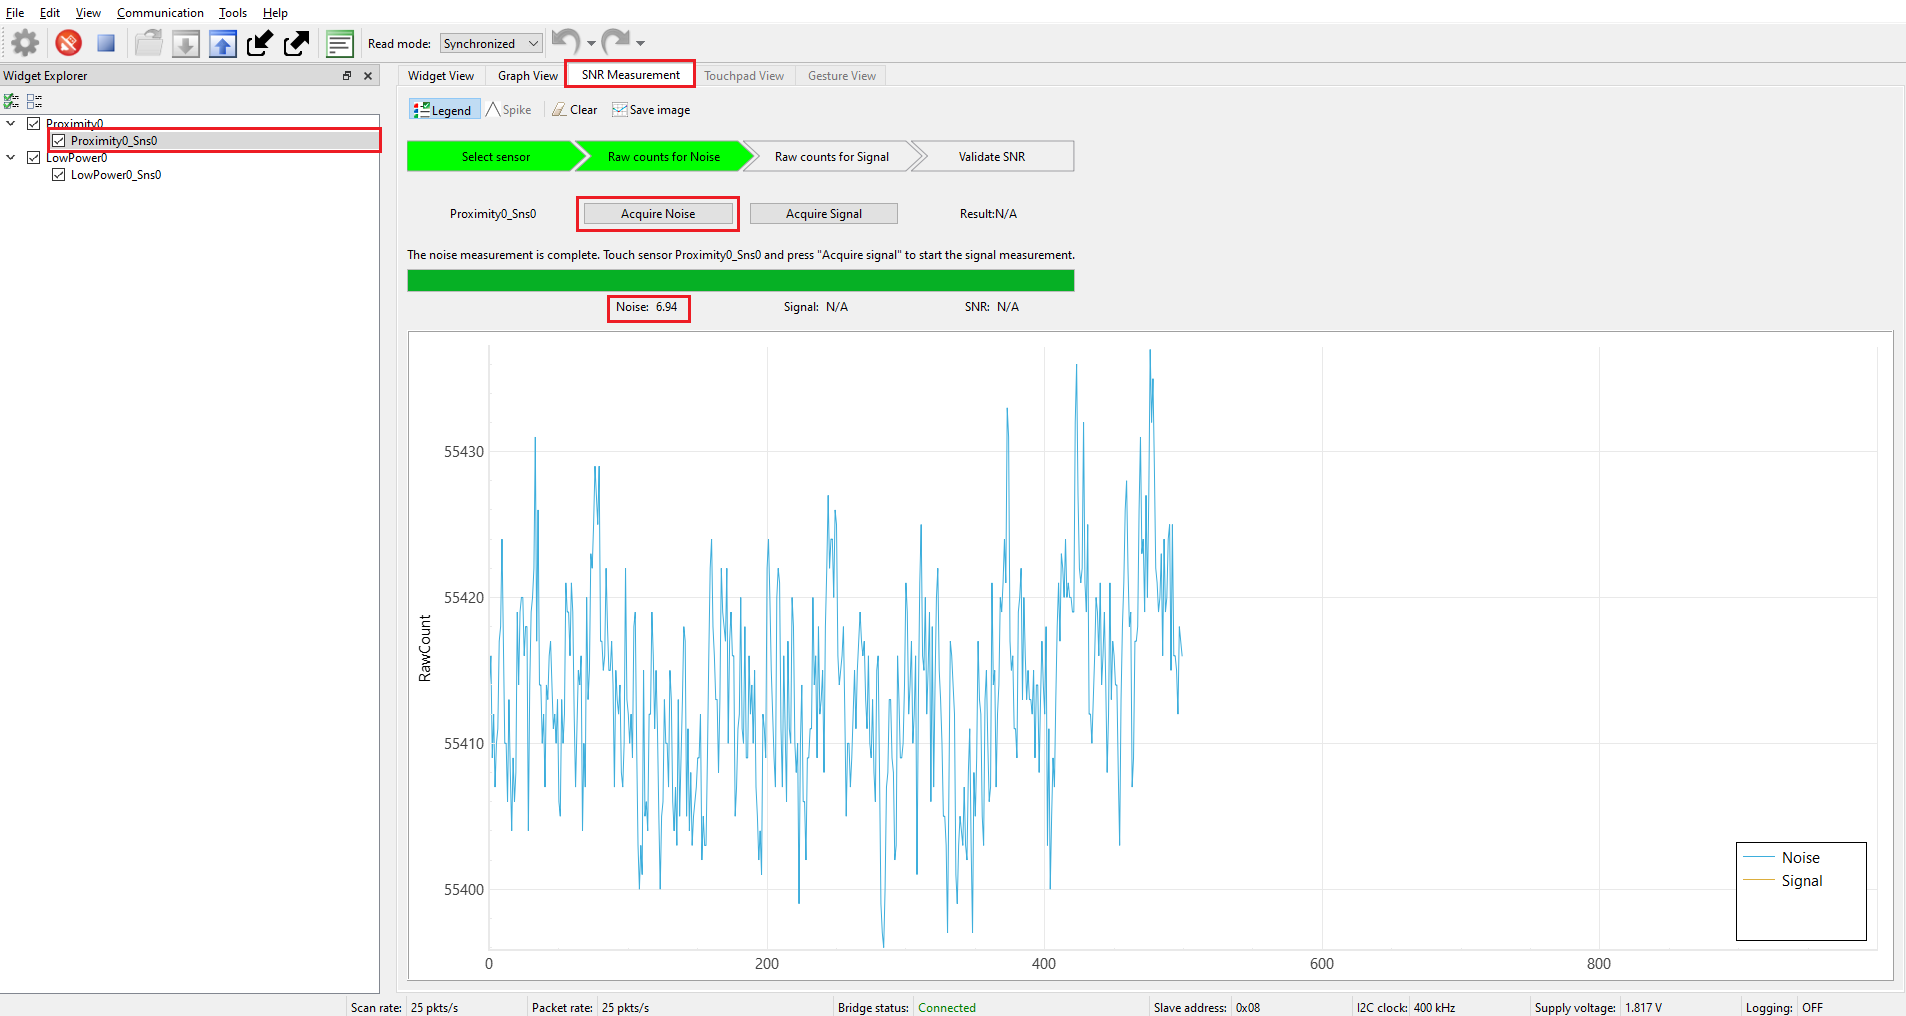 File Edit View Communication Tools Help
Read mode: Synchronized
Widget Explorer
Widget View Graph View SNR Measurement Touchpad View Gesture View
Legend Spike Clear Save image
Proximity0
Proximity0_Sns0
LowPower0
LowPower0_Sns0
Select sensor Raw counts for Noise Raw counts for Signal Validate SNR
Proximity0_Sns0 Acquire Noise Acquire Signal Result:N/A
The noise measurement is complete. Touch sensor Proximity0_Sns0 and press "Acquire signal" to start the signal measurement.
Noise: 6.94 Signal: N/A SNR: N/A
55430
55420
RawCount
55410
55400
Noise
Signal
0 200 400 600 800
Scan rate: 25 pkts/s Packet rate: 25 pkts/s Bridge status: Connected Slave address: 0x08 I2C clock: 400 kHz Supply voltage: 1.817 V Logging: OFF